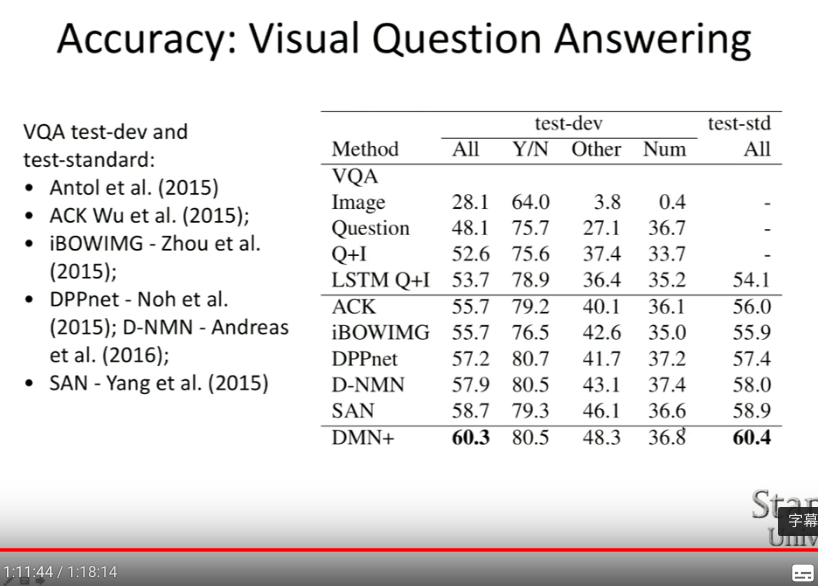 Accuracy: Visual Question Answering
VQA test-dev and
test-standard:
• Antol et al. (2015)
• ACK Wu et al. (2015);
• iBOWIMG - Zhou et al.
(2015);
• DPPnet - Noh et al.
(2015); D-NMN - Andreas
et al. (2016);
• SAN - Yang et al. (2015)
test-dev test-std
Method All Y/N Other Num All
VQA
Image 28.1 64.0 3.8 0.4 -
Question 48.1 75.7 27.1 36.7 -
Q+I 52.6 75.6 37.4 33.7 -
LSTM Q+I 53.7 78.9 36.4 35.2 54.1
ACK 55.7 79.2 40.1 36.1 56.0
iBOWIMG 55.7 76.5 42.6 35.0 55.9
DPPnet 57.2 80.7 41.7 37.2 57.4
D-NMN 57.9 80.5 43.1 37.4 58.0
SAN 58.7 79.3 46.1 36.6 58.9
DMN+ 60.3 80.5 48.3 36.8 60.4
字幕
1:11:44 / 1:18:14